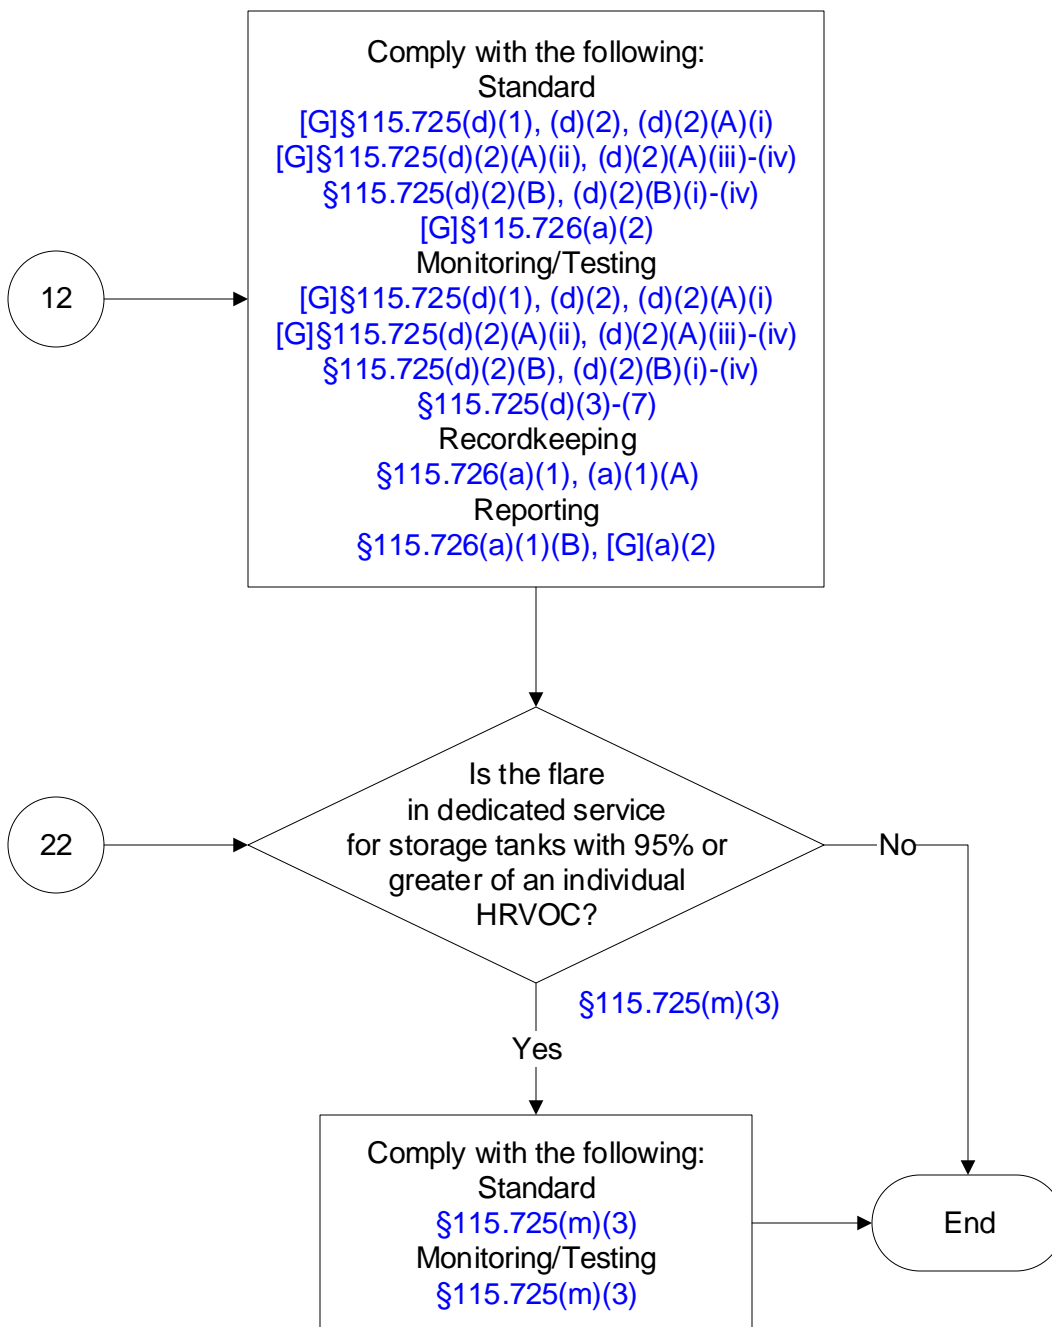 Comply with the following:
Standard
[G]§115.725(d)(1), (d)(2), (d)(2)(A)(i)
[G]§115.725(d)(2)(A)(ii), (d)(2)(A)(iii)-(iv)
§115.725(d)(2)(B), (d)(2)(B)(i)-(iv)
[G]§115.726(a)(2)
Monitoring/Testing
[G]§115.725(d)(1), (d)(2), (d)(2)(A)(i)
[G]§115.725(d)(2)(A)(ii), (d)(2)(A)(iii)-(iv)
§115.725(d)(2)(B), (d)(2)(B)(i)-(iv)
§115.725(d)(3)-(7)
Recordkeeping
§115.726(a)(1), (a)(1)(A)
Reporting
§115.726(a)(1)(B), [G](a)(2)
12
Is the flare
in dedicated service
for storage tanks with 95% or
greater of an individual
HRVOC?
22
No
§115.725(m)(3)
Yes
Comply with the following:
Standard
§115.725(m)(3)
Monitoring/Testing
§115.725(m)(3)
End